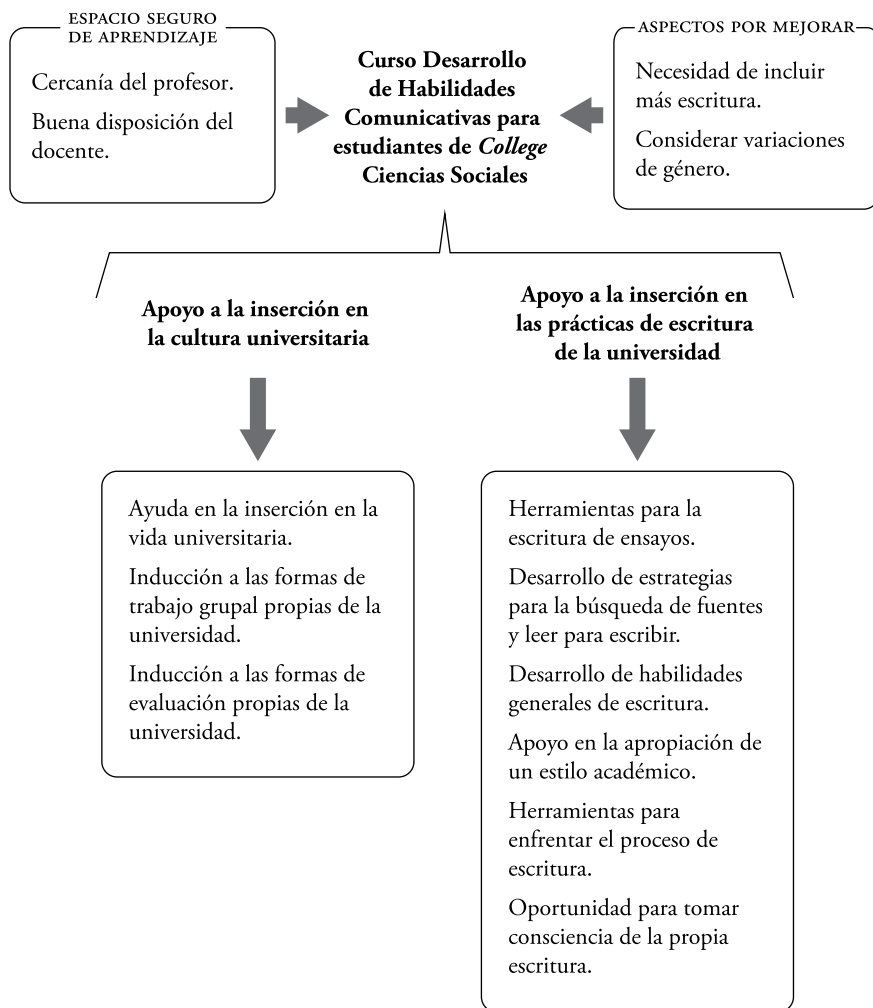 ESPACIO SEGURO
DE APRENDIZAJE
Cercanía del profesor.
Buena disposición del
docente.
Curso Desarrollo
de Habilidades
Comunicativas para
estudiantes de College
Ciencias Sociales
ASPECTOS POR MEJORAR
Necesidad de incluir
más escritura.
Considerar variaciones
de género.
Apoyo a la inserción en
la cultura universitaria
Ayuda en la inserción en la
vida universitaria.
Inducción a las formas de
trabajo grupal propias de la
universidad.
Inducción a las formas de
evaluación propias de la
universidad.
Apoyo a la inserción en
las prácticas de escritura
de la universidad
Herramientas para la
escritura de ensayos.
Desarrollo de estrategias
para la búsqueda de fuentes
y leer para escribir.
Desarrollo de habilidades
generales de escritura.
Apoyo en la apropiación de
un estilo académico.
Herramientas para
enfrentar el proceso de
escritura.
Oportunidad para tomar
consciencia de la propia
escritura.